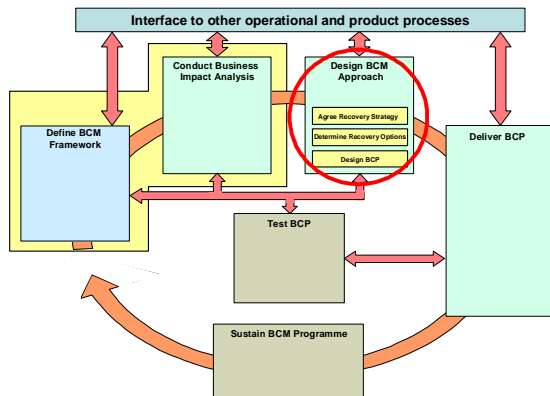 Interface to other operational and product processes
Conduct Business
Impact Analysis
Design BCM
Approach
Agree Recovery Strategy
Determine Recovery Options
Design BCP
Define BCM
Framework
Deliver BCP
Test BCP
Sustain BCM Programme